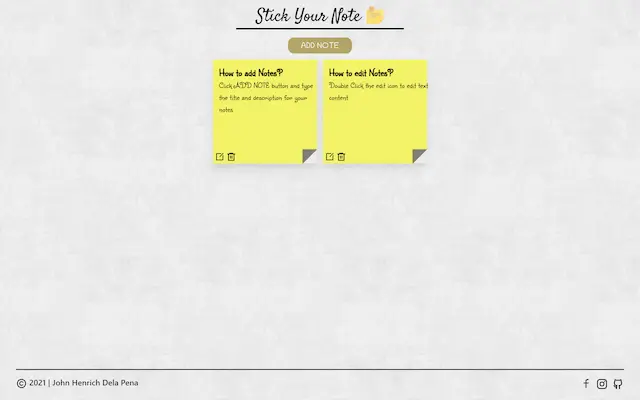 Stick Your Note
ADD NOTE
How to add Notes?
Click ADD NOTE button and type
the title and description for your
notes
How to edit Notes?
Double Click the edit icon to edit text
content
© 2021 | John Henrich Dela Pena